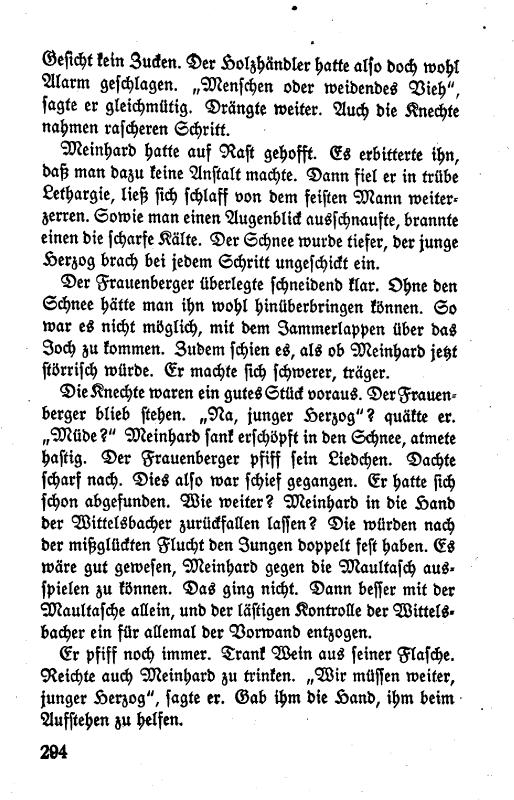 Gesicht kein Zucken. Der Holzhändler hatte also doch wohl
Alarm geschlagen. „Menschen oder weidendes Vieh“,
sagte er gleichmütig. Drängte weiter. Auch die Knechte
nahmen rascheren Schritt.
Meinhard hatte auf Rast gehofft. Es erbitterte ihn,
daß man dazu keine Anstalt machte. Dann fiel er in trübe
Lethargie, ließ sich schlaff von dem feisten Mann weiter-
zerren. Sowie man einen Augenblick ausschnaufte, brannte
einen die scharfe Kälte. Der Schnee wurde tiefer, der junge
Herzog brach bei jedem Schritt ungeschickt ein.
Der Frauenberger überlegte schneidend klar. Ohne den
Schnee hätte man ihn wohl hinüberbringen können. So
war es nicht möglich, mit dem Jammerlappen über das
Joch zu kommen. Zudem schien es, als ob Meinhard jetzt
störrisch würde. Er machte sich schwerer, träger.
Die Knechte waren ein gutes Stück voraus. Der Frauen-
berger blieb stehen. „Na, junger Herzog“? quäkte er.
„Müde?“ Meinhard sank erschöpft in den Schnee, atmete
hastig. Der Frauenberger pfiff sein Liedchen. Dachte
scharf nach. Dies also war schief gegangen. Er hatte sich
schon abgefunden. Wie weiter? Meinhard in die Hand
der Wittelsbacher zurückfallen lassen? Die würden nach
der mißglückten Flucht den Jungen doppelt fest haben. Es
wäre gut gewesen, Meinhard gegen die Maultasch aus-
spielen zu können. Das ging nicht. Dann besser mit der
Maultasche allein, und der lästigen Kontrolle der Wittels-
bacher ein für allemal der Vorwand entzogen.
Er pfiff noch immer. Trank Wein aus seiner Flasche.
Reichte auch Meinhard zu trinken. „Wir müssen weiter,
junger Herzog“, sagte er. Gab ihm die Hand, ihm beim
Aufstehen zu helfen.
294